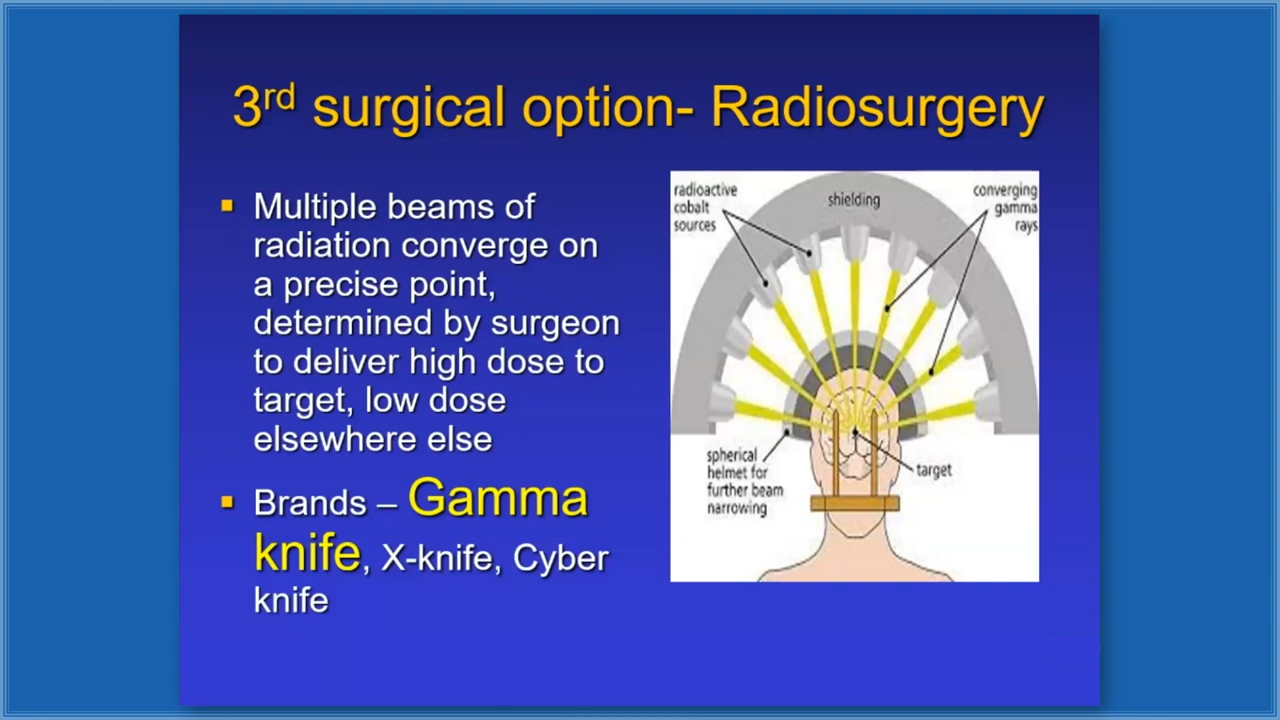 3rd surgical option- Radiosurgery
▪ Multiple beams of
radiation converge on
a precise point,
determined by surgeon
to deliver high dose to
target, low dose
elsewhere else
▪ Brands – Gamma
knife, X-knife, Cyber
knife
radioactive
cobalt
sources
shielding
converging
gamma
rays
spherical
helmet for
further beam
narrowing
target